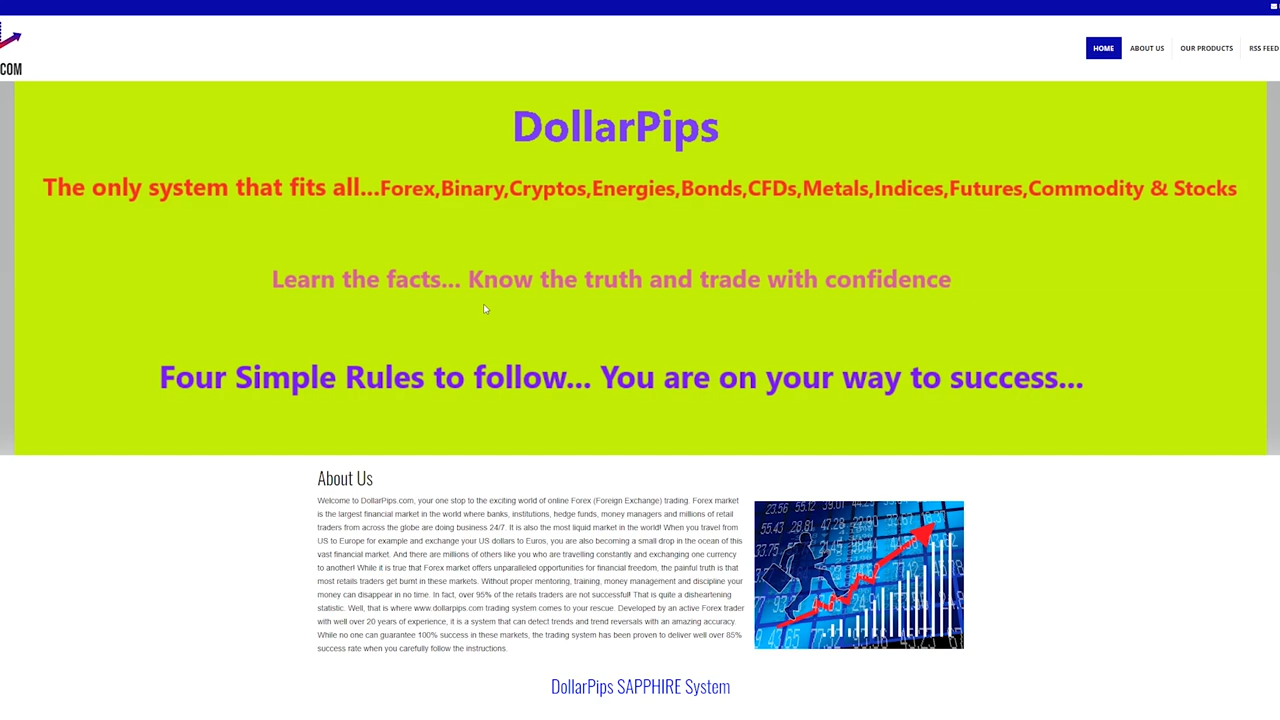 COM
HOME ABOUT US OUR PRODUCTS RSS FEED
DollarPips
The only system that fits all...Forex,Binary,Cryptos,Energies,Bonds,CFDs,Metals,Indices,Futures,Commodity & Stocks
Learn the facts... Know the truth and trade with confidence
Four Simple Rules to follow... You are on your way to success...
About Us
Welcome to DollarPips.com, your one stop to the exciting world of online Forex (Foreign Exchange) trading. Forex market
is the largest financial market in the world where banks, institutions, hedge funds, money managers and millions of retail
traders from across the globe are doing business 24/7. It is also the most liquid market in the world! When you travel from
US to Europe for example and exchange your US dollars to Euros, you are also becoming a small drop in the ocean of this
vast financial market. And there are millions of others like you who are travelling constantly and exchanging one currency
to another! While it is true that Forex market offers unparalleled opportunities for financial freedom, the painful truth is that
most retails traders get burnt in these markets. Without proper mentoring, training, money management and discipline your
money can disappear in no time. In fact, over 95% of the retails traders are not successful! That is quite a disheartening
statistic. Well, that is where www.dollarpips.com trading system comes to your rescue. Developed by an active Forex trader
with well over 20 years of experience, it is a system that can detect trends and trend reversals with an amazing accuracy.
While no one can guarantee 100% success in these markets, the trading system has been proven to deliver well over 85%
success rate when you carefully follow the instructions.
23.56 55.12
55.43 28.81 47.28
33.75
DollarPips SAPPHIRE System